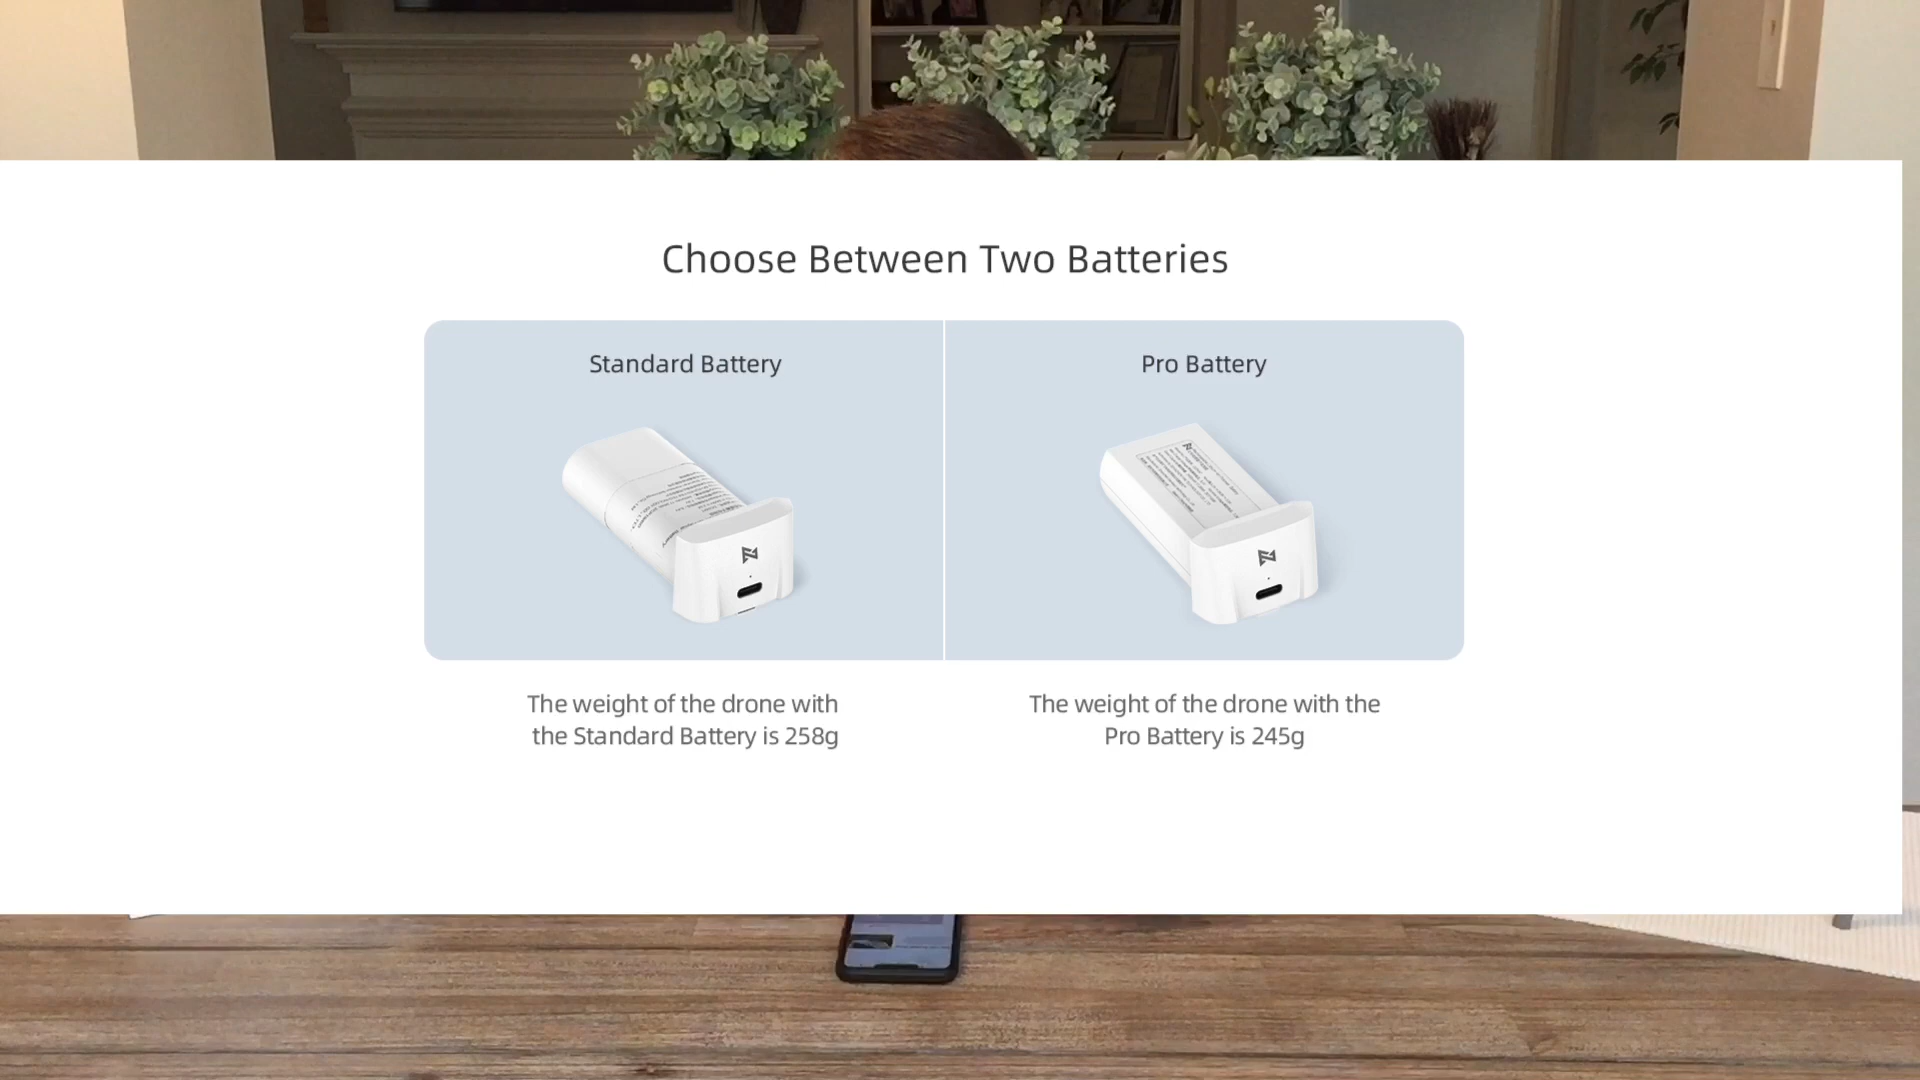 Choose Between Two Batteries
Standard Battery
Pro Battery
The weight of the drone with
the Standard Battery is 258g
The weight of the drone with the
Pro Battery is 245g